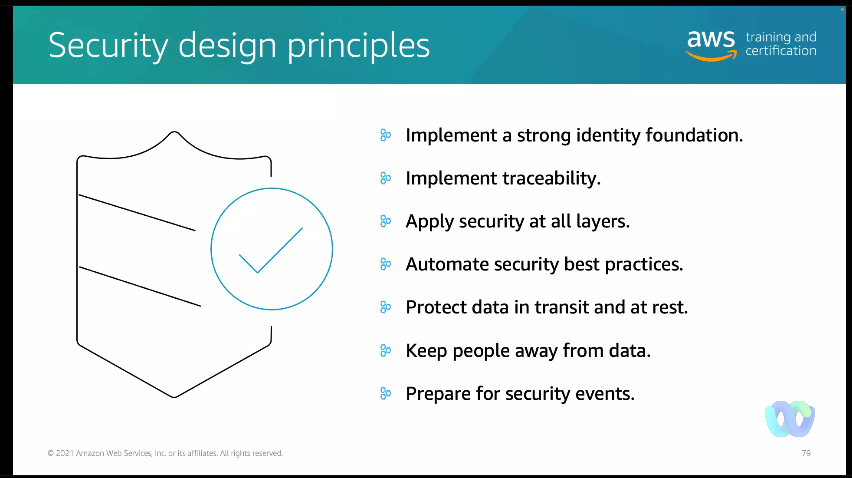 Security design principles
aws training and
certification
Implement a strong identity foundation.
Implement traceability.
Apply security at all layers.
Automate security best practices.
Protect data in transit and at rest.
Keep people away from data.
Prepare for security events.
© 2021 Amazon Web Services, Inc. or its affiliates. All rights reserved.
79